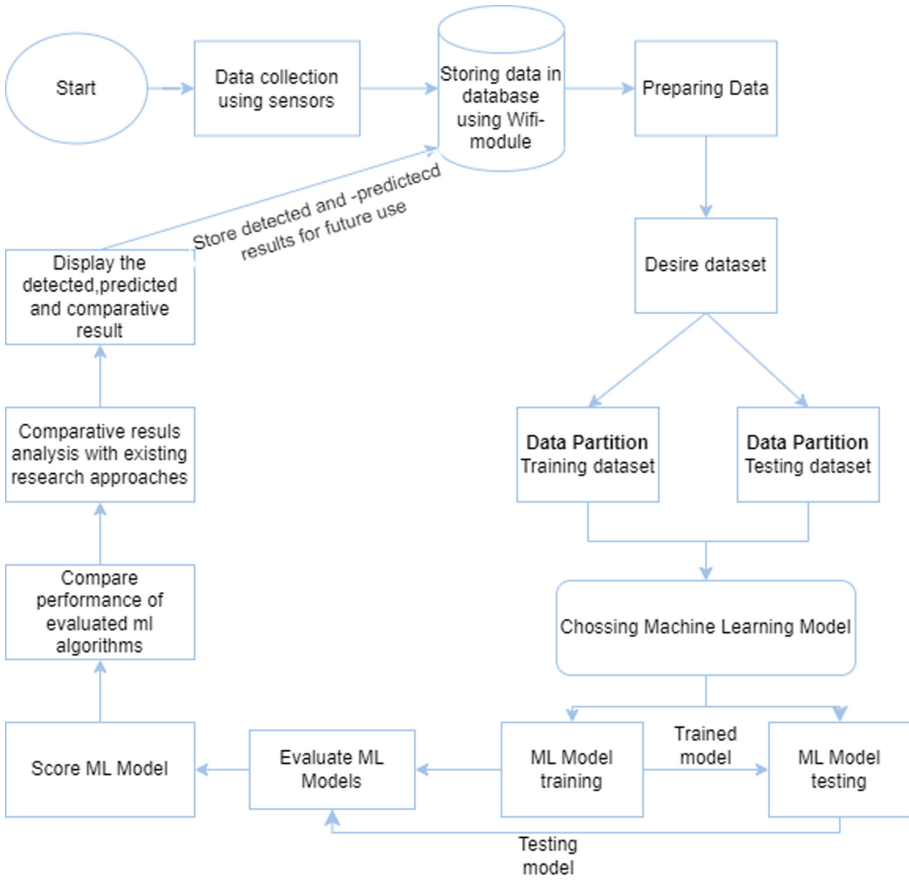 Start
Data collection
using sensors
Storing data in
database
using Wifi-
module
Preparing Data
Store detected and -predictecd
results for future use
Desire dataset
Display the
detected,predicted
and comparative
result
Data Partition
Training dataset
Data Partition
Testing dataset
Comparative resuls
analysis with existing
research approaches
Compare
performance of
evaluated ml
algorithms
Chossing Machine Learning Model
Score ML Model
Evaluate ML
Models
ML Model
training
Trained
model
ML Model
testing
Testing
model